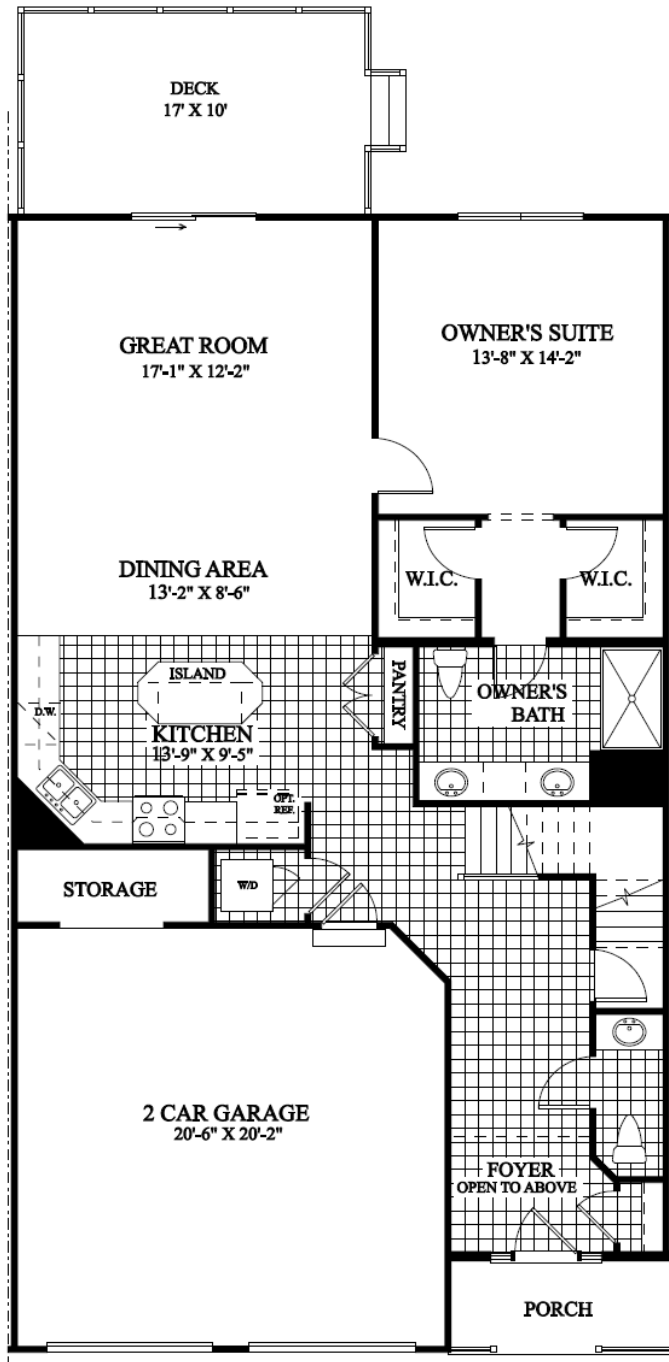 DECK
17' X 10'
GREAT ROOM
17'-1" X 12'-2"
OWNER'S SUITE
13'-8" X 14'-2"
W.I.C.
W.I.C.
DINING AREA
13'-2" X 8'-6"
ISLAND
PANTRY
OWNER'S
BATH
D.W.
KITCHEN
13'-9" X 9'-5"
OPT.
REF.
STORAGE
W/D
2 CAR GARAGE
20'-6" X 20'-2"
FOYER
OPEN TO ABOVE
PORCH